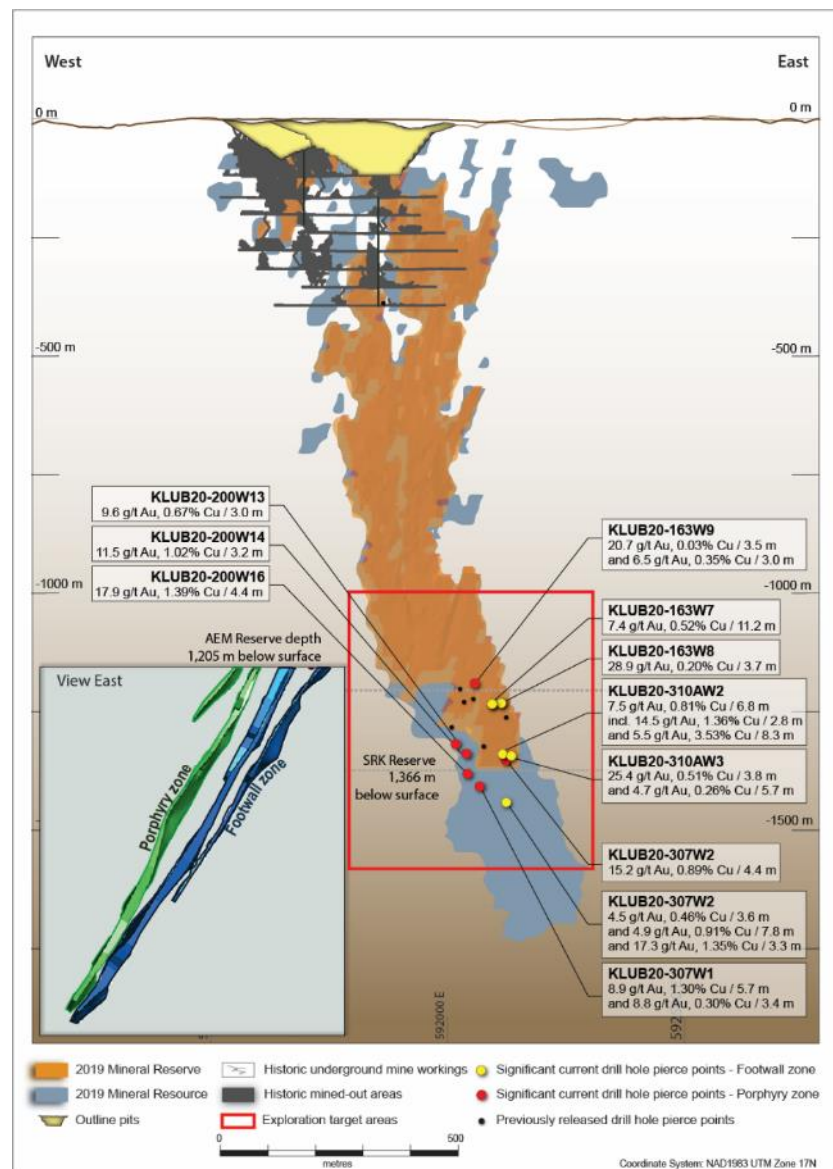 West
East
0 m
0 m
-500 m
-500 m
KLUB20-200W13
9.6 g/t Au, 0.67% Cu / 3.0 m
KLUB20-200W14
11.5 g/t Au, 1.02% Cu / 3.2 m
KLUB20-200W16
17.9 g/t Au, 1.39% Cu / 4.4 m
-1000 m
-1000 m
KLUB20-163W9
20.7 g/t Au, 0.03% Cu / 3.5 m
and 6.5 g/t Au, 0.35% Cu / 3.0 m
KLUB20-163W7
7.4 g/t Au, 0.52% Cu / 11.2 m
KLUB20-163W8
28.9 g/t Au, 0.20% Cu / 3.7 m
KLUB20-310AW2
7.5 g/t Au, 0.81% Cu / 6.8 m
incl. 14.5 g/t Au, 1.36% Cu / 2.8 m
and 5.5 g/t Au, 3.53% Cu / 8.3 m
KLUB20-310AW3
25.4 g/t Au, 0.51% Cu / 3.8 m
and 4.7 g/t Au, 0.26% Cu / 5.7 m
AEM Reserve depth
1,205 m below surface
View East
Porphyry zone
Footwall zone
SRK Reserve
1,366 m
below surface
-1500 m
KLUB20-307W2
15.2 g/t Au, 0.89% Cu / 4.4 m
KLUB20-307W2
4.5 g/t Au, 0.46% Cu / 3.6 m
and 4.9 g/t Au, 0.91% Cu / 7.8 m
and 17.3 g/t Au, 1.35% Cu / 3.3 m
KLUB20-307W1
8.9 g/t Au, 1.30% Cu / 5.7 m
and 8.8 g/t Au, 0.30% Cu / 3.4 m
592000 E
2019 Mineral Reserve
Historic underground mine workings
Significant current drill hole pierce points - Footwall zone
2019 Mineral Resource
Historic mined-out areas
Significant current drill hole pierce points - Porphyry zone
Outline pits
Exploration target areas
Previously released drill hole pierce points
0
500
metres
Coordinate System: NAD1983 UTM Zone 17N